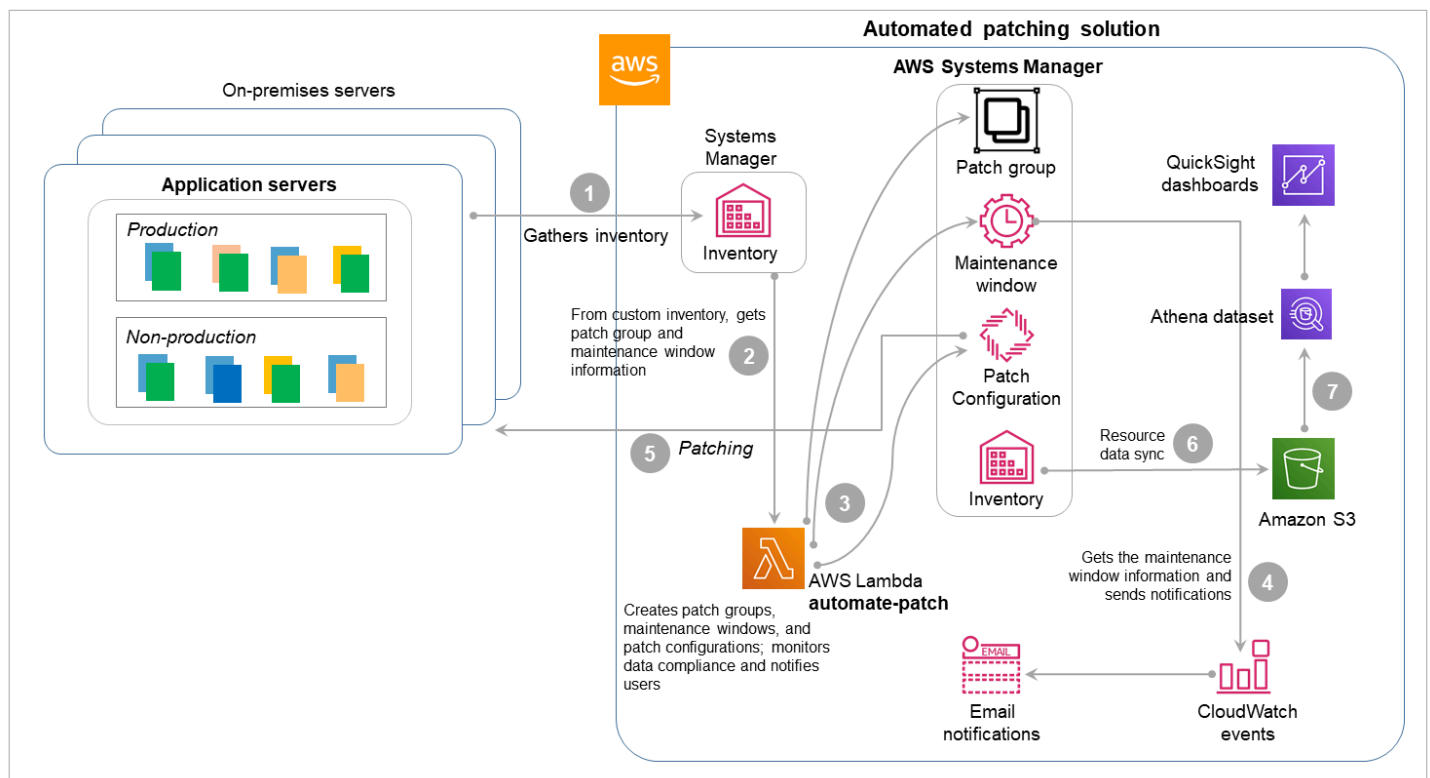 Automated patching solution
aws
AWS Systems Manager
On-premises servers
Application servers
Production
Non-production
1
Gathers inventory
Systems
Manager
Inventory
From custom inventory, gets
patch group and
maintenance window
information
2
Patch group
Maintenance
window
Patch
Configuration
Inventory
5
Patching
3
AWS Lambda
automate-patch
Creates patch groups,
maintenance windows, and
patch configurations; monitors
data compliance and notifies
users
QuickSight
dashboards
Athena dataset
7
Resource
data sync
6
Amazon S3
Gets the maintenance
window information and
sends notifications
4
EMAIL
Email
notifications
CloudWatch
events